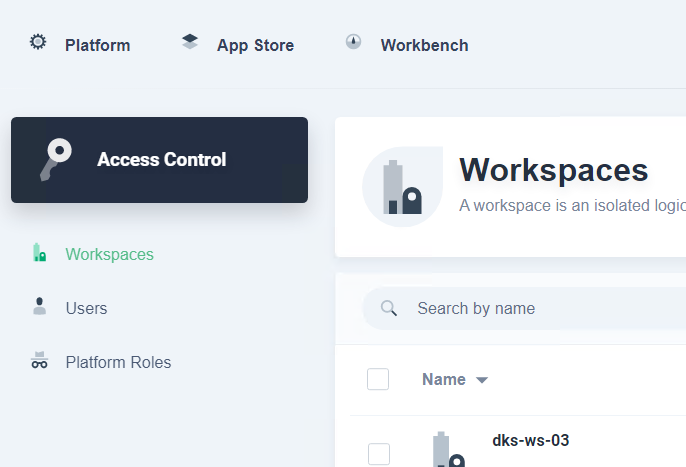 Platform
App Store
Workbench
Access Control
Workspaces
Users
Platform Roles
Workspaces
A workspace is an isolated logic
Search by name
Name
dks-ws-03